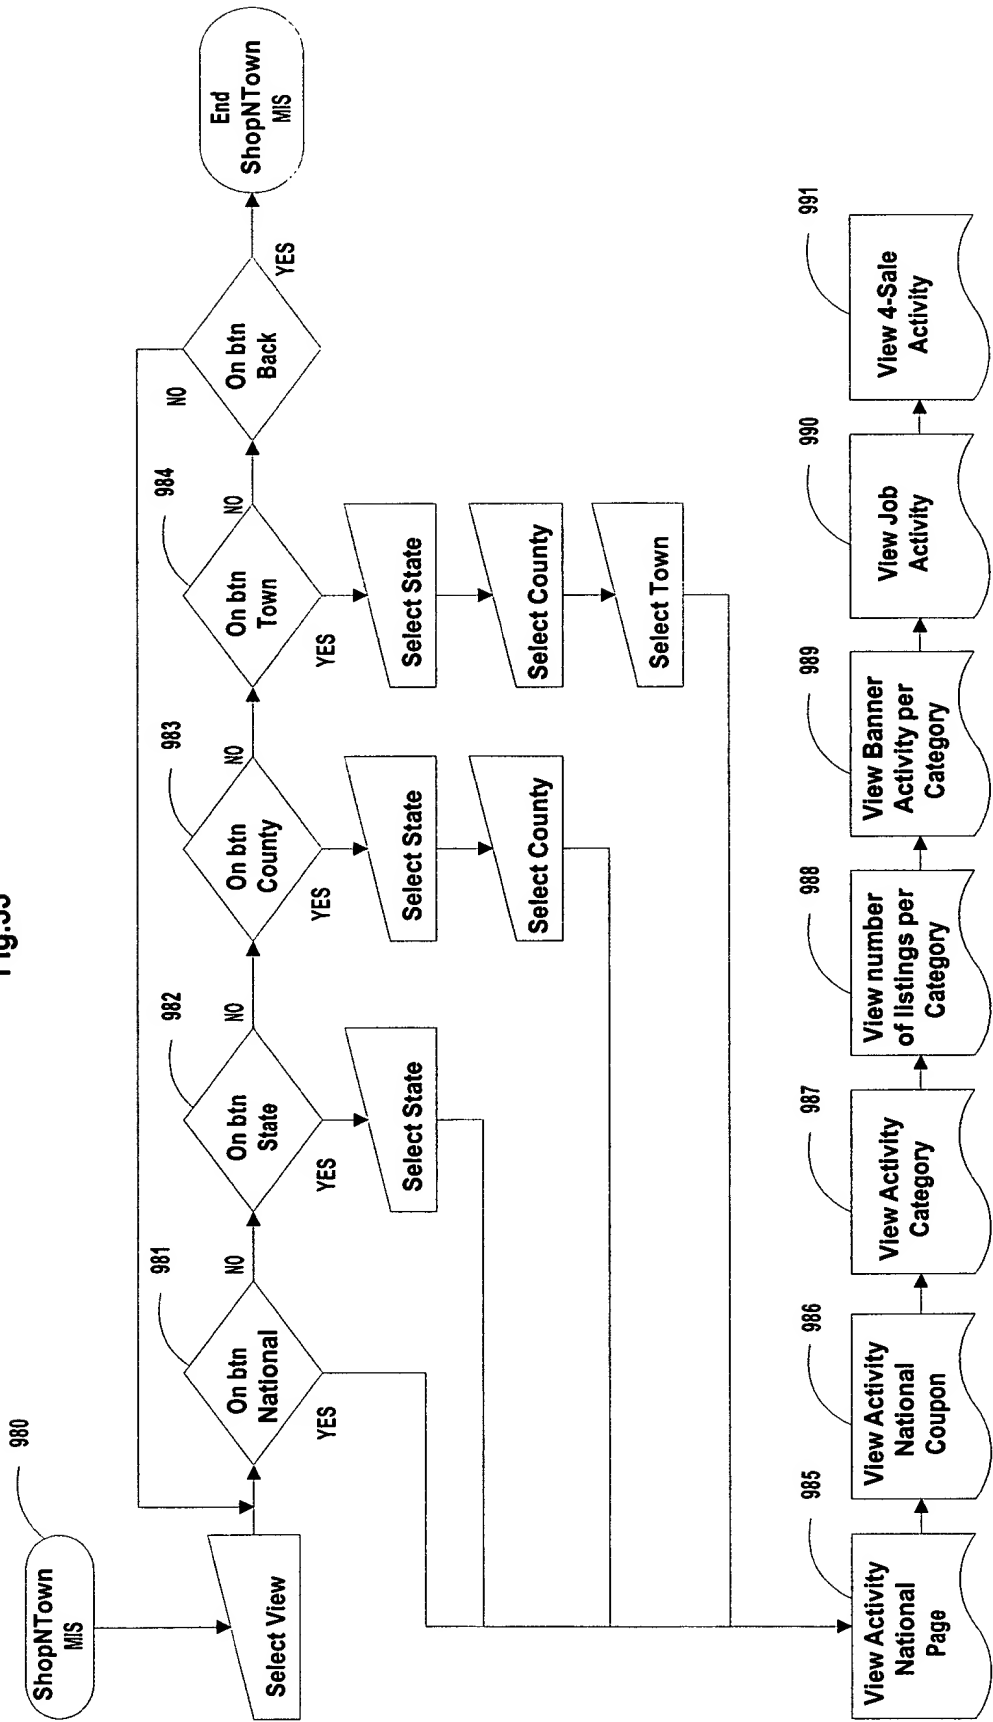 980
ShopNTown
MIS
Select View
981
On btn
National
NO
YES
982
On btn
State
NO
YES
Select State
983
On btn
County
NO
YES
Select State
Select County
984
On btn
Town
NO
YES
Select State
Select County
Select Town
On btn
Back
NO
YES
End
ShopNTown
MIS
985
View Activity
National
Page
986
View Activity
National
Coupon
987
View Activity
Category
988
View number
of listings per
Category
989
View Banner
Activity per
Category
990
View Job
Activity
991
View 4-Sale
Activity